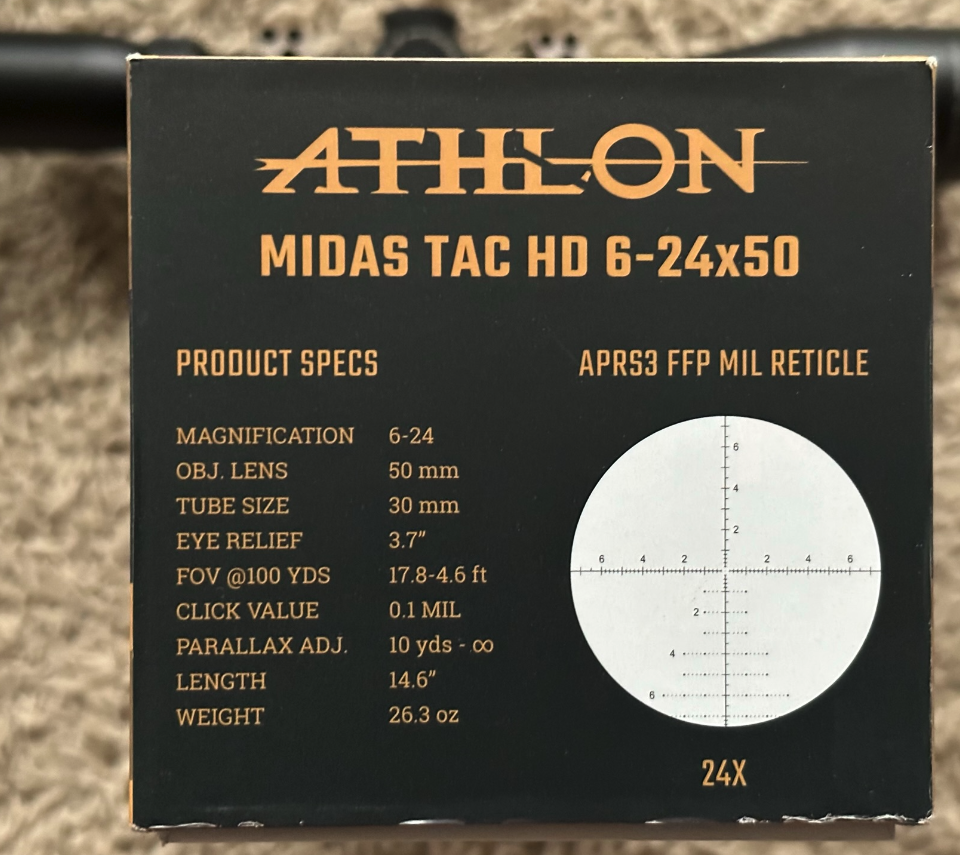 ATHLON
MIDAS TAC HD 6-24x50
PRODUCT SPECS
MAGNIFICATION 6-24
OBJ. LENS 50 mm
TUBE SIZE 30 mm
EYE RELIEF 3.7"
FOV @100 YDS 17.8-4.6 ft
CLICK VALUE 0.1 MIL
PARALLAX ADJ. 10 yds - ∞
LENGTH 14.6"
WEIGHT 26.3 oz
APRS3 FFP MIL RETICLE
6
4
2
6 4 2 2 4 6
2
4
6
24X